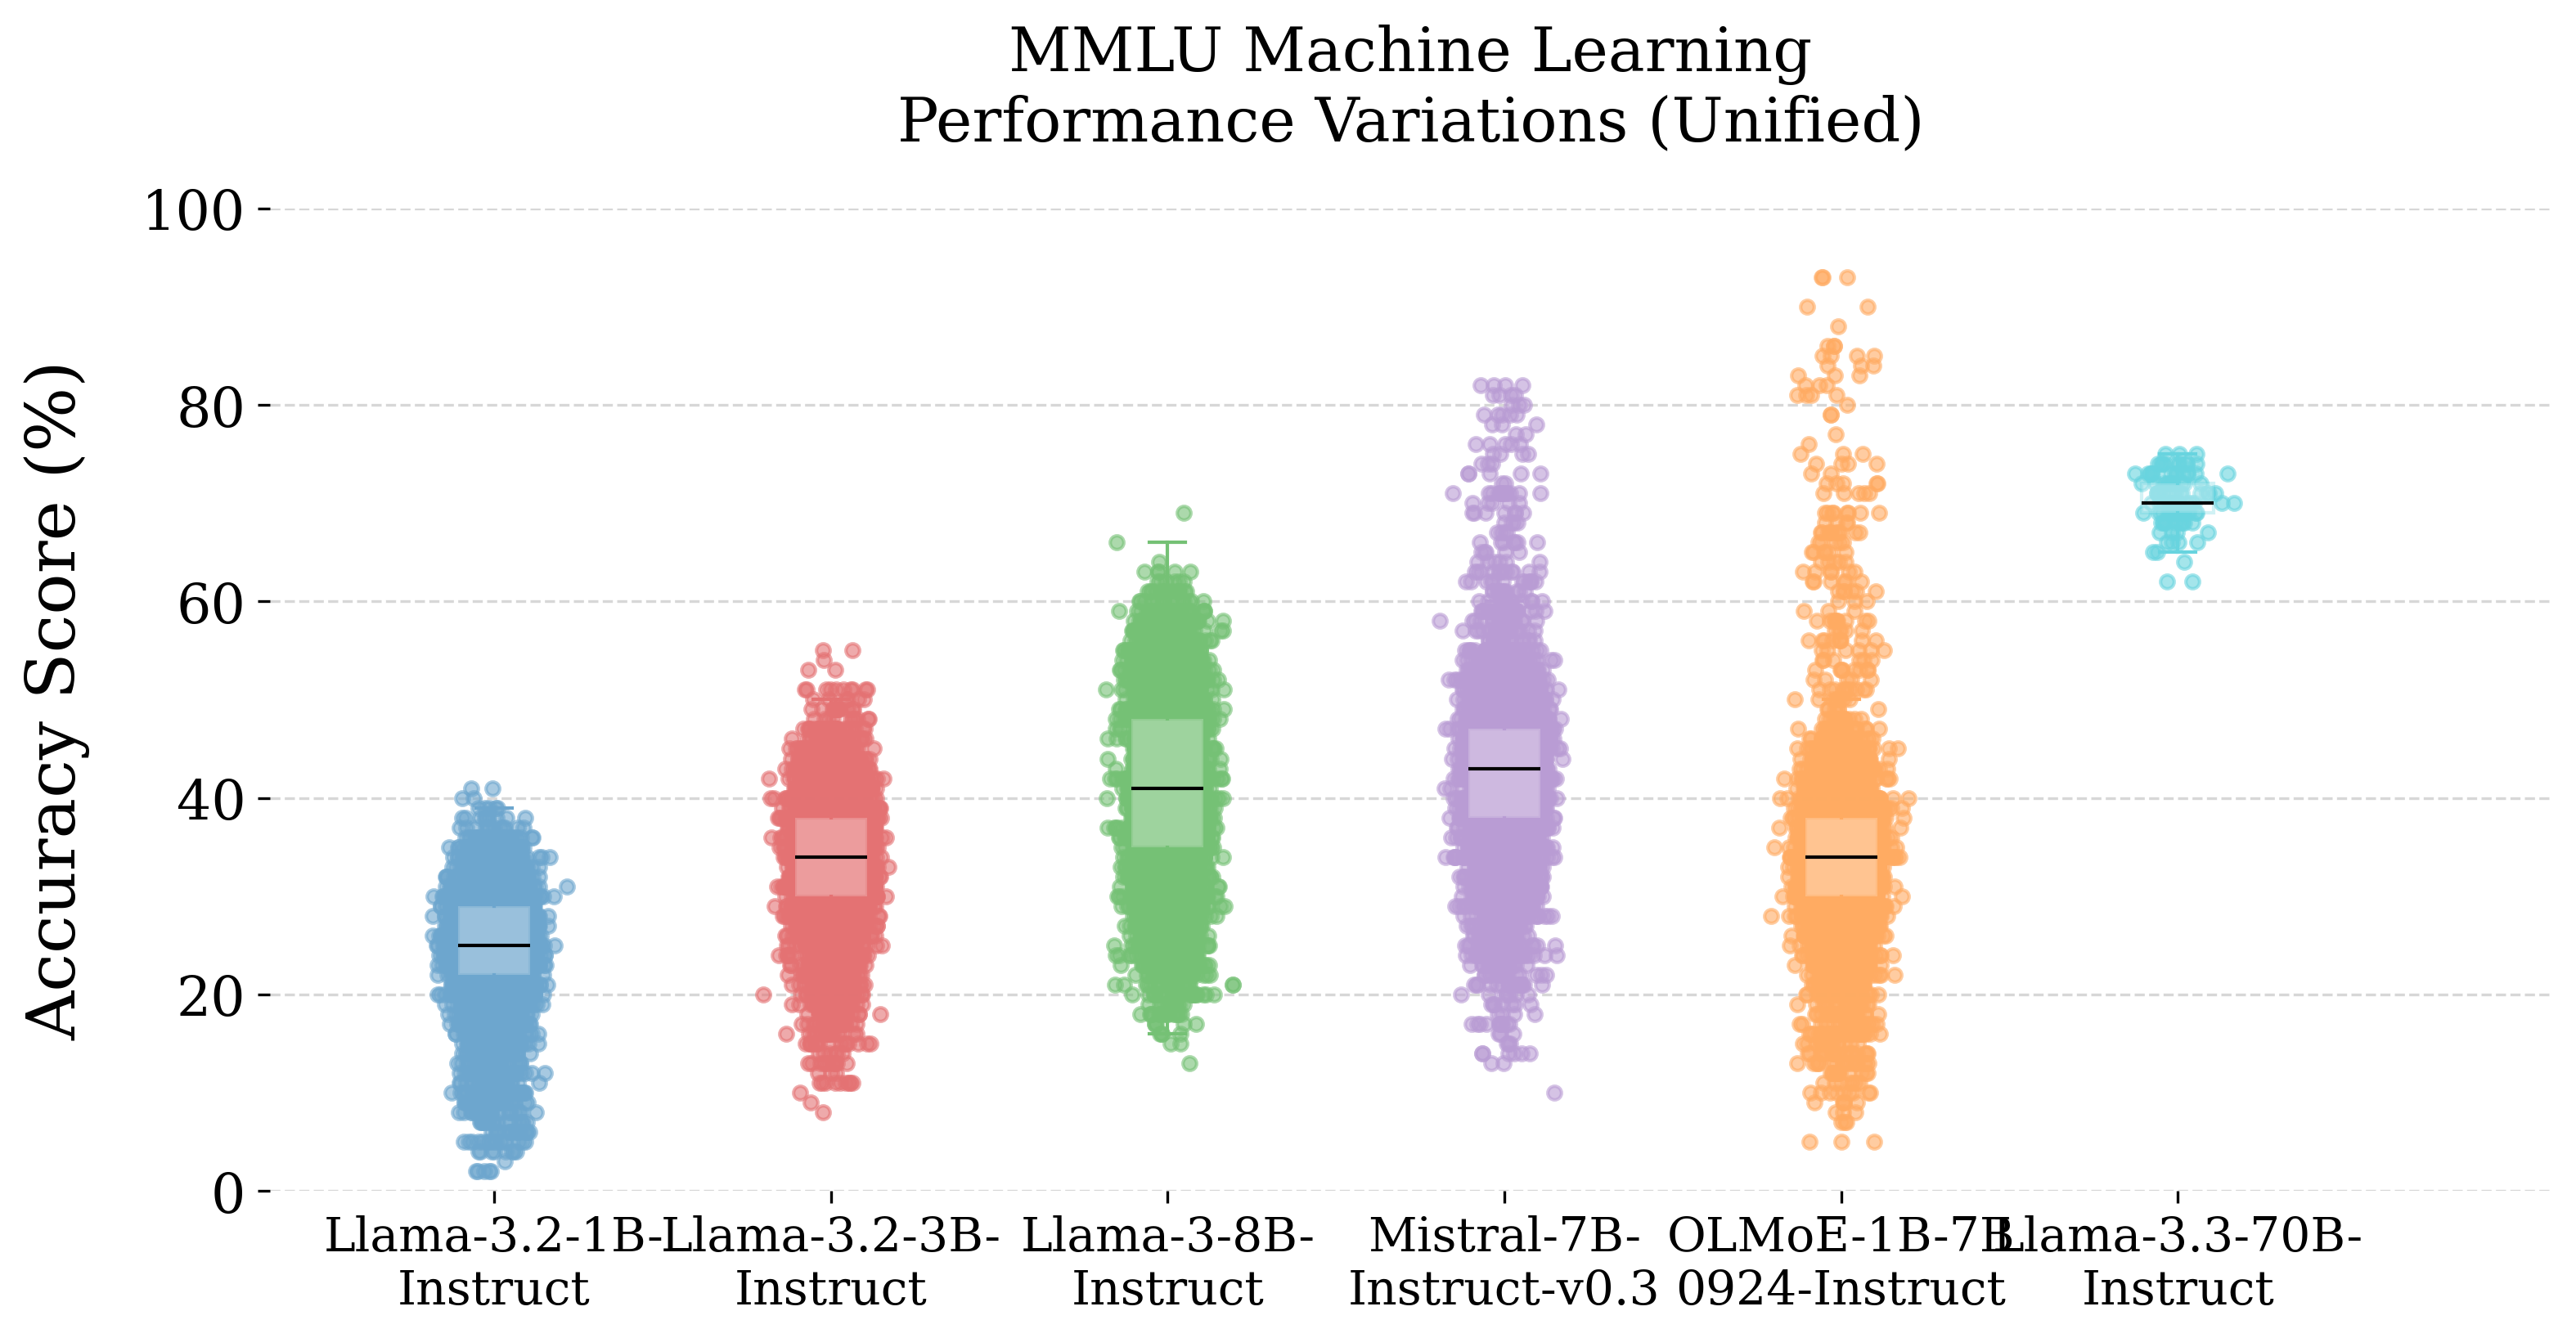 MMLU Machine Learning
Performance Variations (Unified)
Accuracy Score (%)
100
80
60
40
20
0
Llama-3.2-1B-
Instruct
Llama-3.2-3B-
Instruct
Llama-3-8B-
Instruct
Mistral-7B-
Instruct-v0.3
OLMoE-1B-7B
0924-Instruct
Llama-3.3-70B-
Instruct